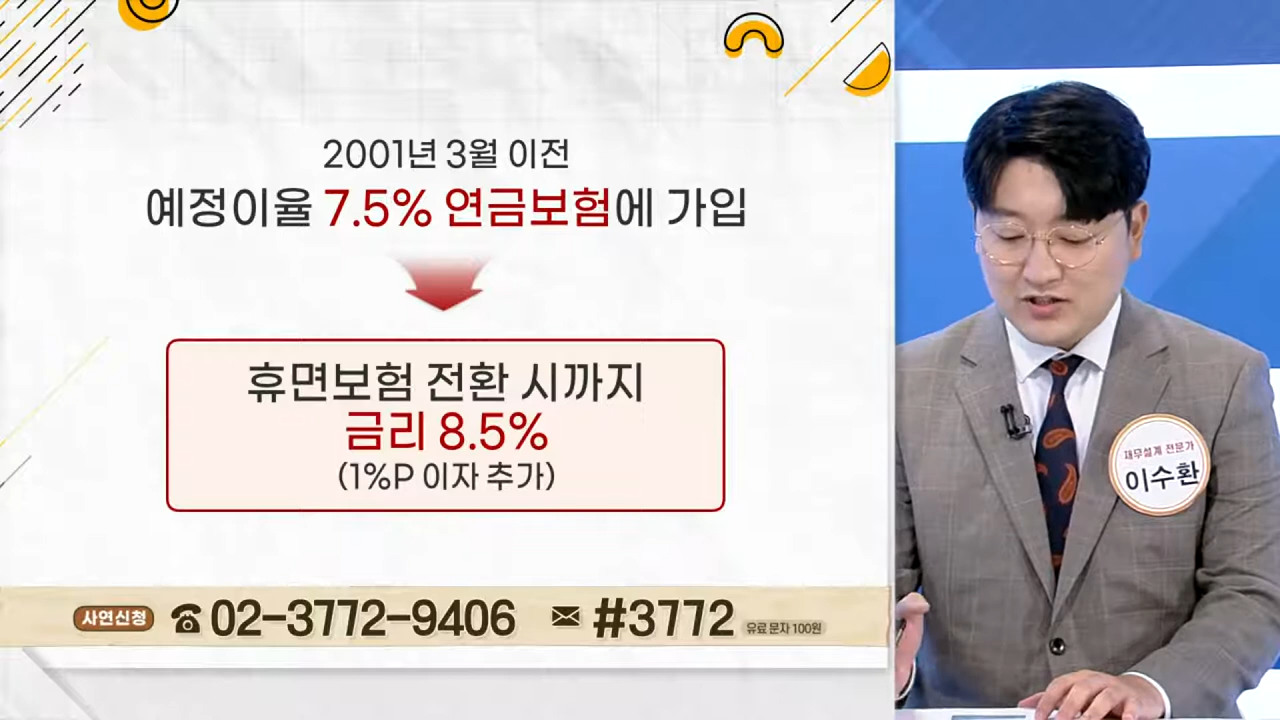 2001년 3월 이전
예정이율 7.5% 연금보험에 가입
휴면보험 전환 시까지
금리 8.5%
(1%P 이자 추가)
사연신청 02-3772-9406 #3772 유료 문자 100원
재무설계 전문가
이수환